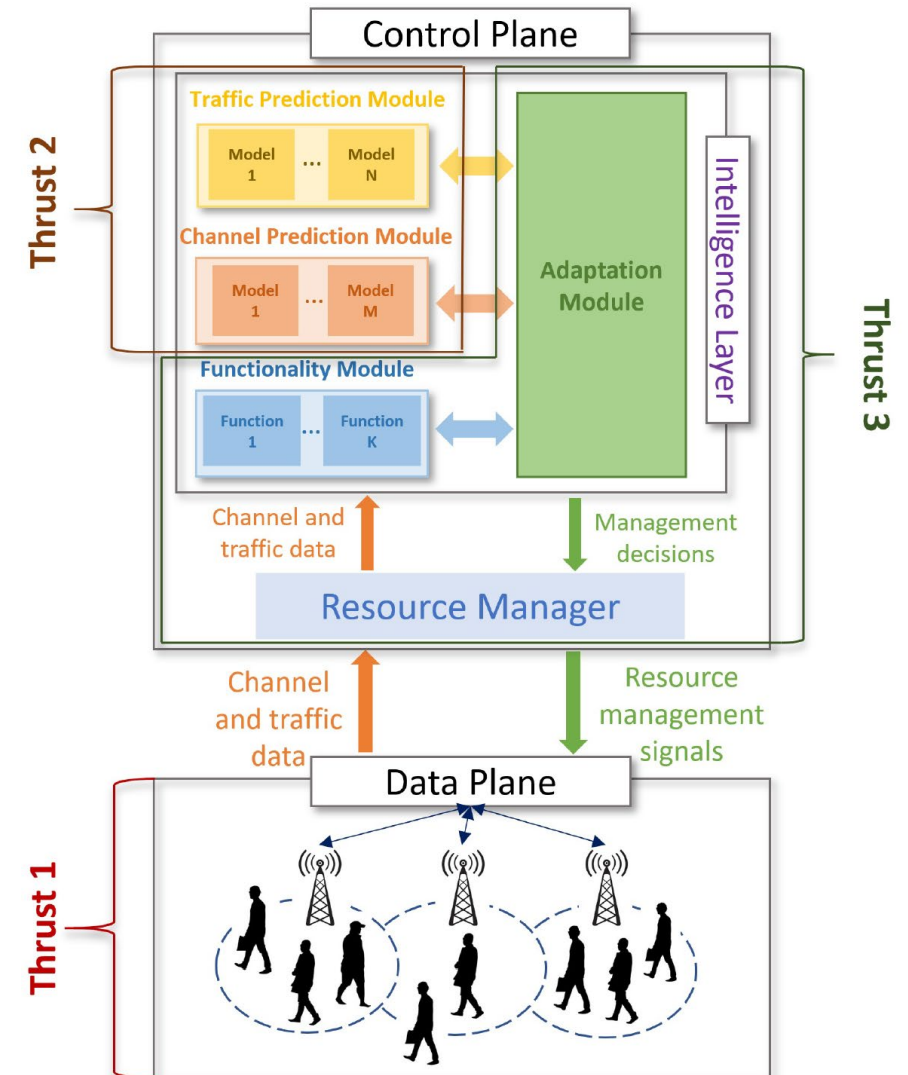 Control Plane
Thrust 2
Traffic Prediction Module
Model
1
...
Model
N
Channel Prediction Module
Model
1
...
Model
M
Functionality Module
Function
1
...
Function
K
Adaptation
Module
Intelligence Layer
Thrust 3
Channel and
traffic data
Management
decisions
Resource Manager
Channel
and traffic
data
Resource
management
signals
Data Plane
Thrust 1